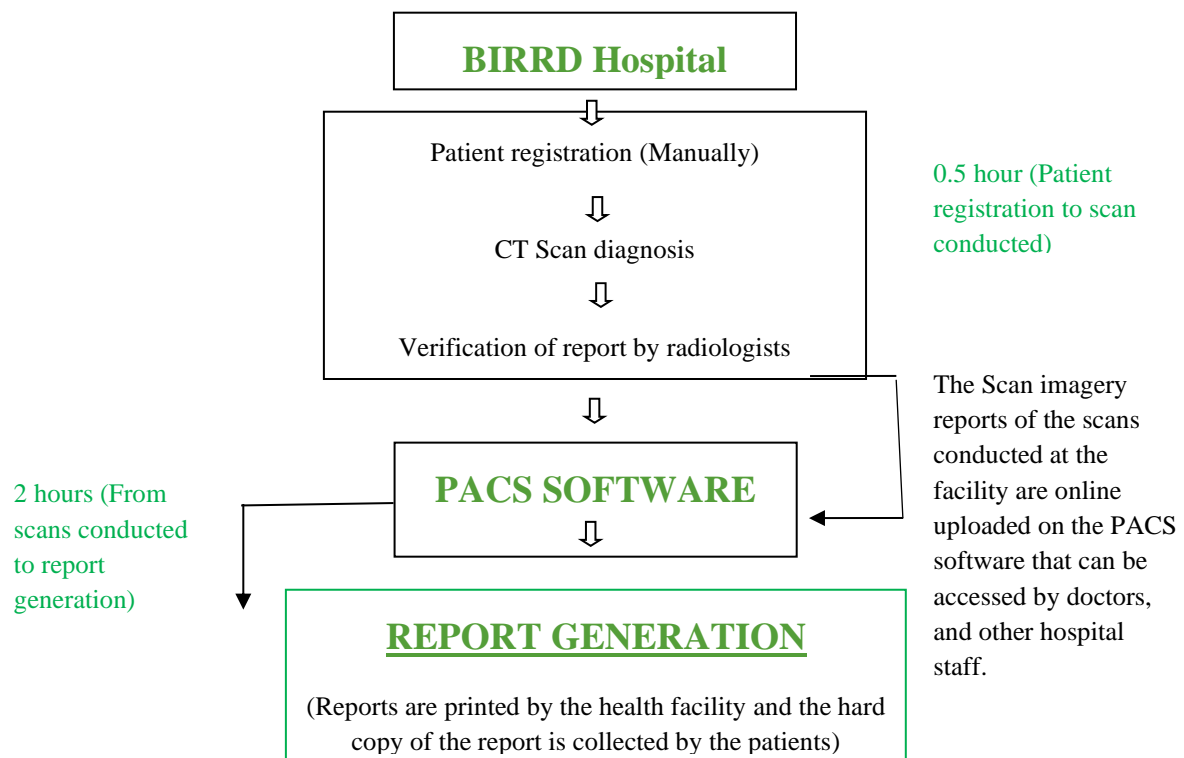 BIRRD Hospital
Patient registration (Manually)
CT Scan diagnosis
Verification of report by radiologists
0.5 hour (Patient
registration to scan
conducted)
The Scan imagery
reports of the scans
conducted at the
facility are online
uploaded on the PACS
software that can be
accessed by doctors,
and other hospital
staff.
PACS SOFTWARE
2 hours (From
scans conducted
to report
generation)
REPORT GENERATION
(Reports are printed by the health facility and the hard
copy of the report is collected by the patients)